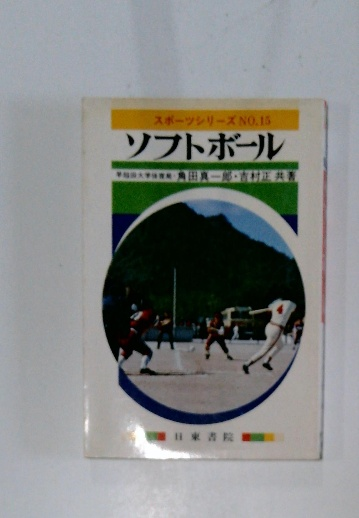 スポーツシリーズNO.15
ソフトボール
早稲田大学体育局・角田真一郎・吉村正 共著
4
日東書院